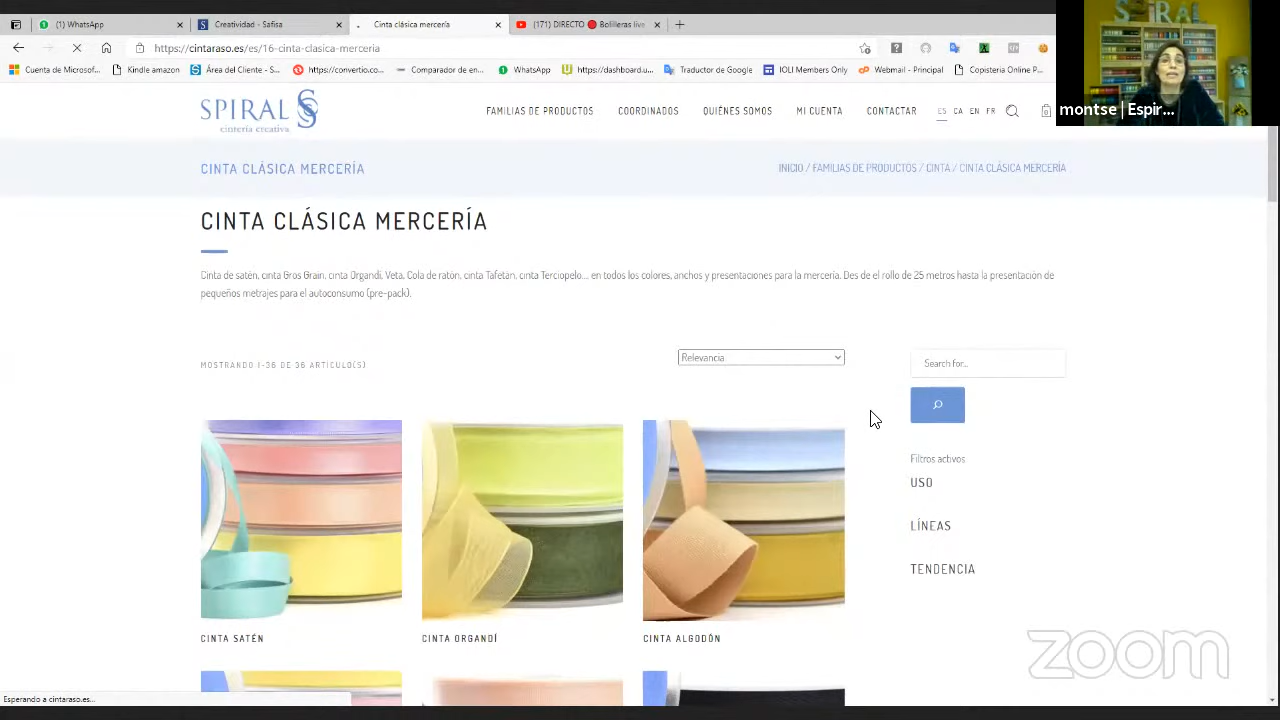 (1) WhatsApp
Creatividad - Safisa
Cinta clásica mercería
(171) DIRECTO 🔴 Bolilleras live
https://cintaraso.es/es/16-cinta-clasica-merceria
Cuenta de Microsof...
Kindle amazon
Área del Cliente - S...
https://convertio.co...
WhatsApp
https://dashboard.u...
Traductor de Google
IOLI Members
Webmail -
Copisteria Online P...
SPIRAL
montse | Espir...
SPIRAL
cintería creativa
FAMILIAS DE PRODUCTOS
COORDINADOS
QUIÉNES SOMOS
MI CUENTA
CONTACTAR
ES CA EN FR
0
CINTA CLÁSICA MERCERÍA
INICIO / FAMILIAS DE PRODUCTOS / CINTA / CINTA CLÁSICA MERCERÍA
CINTA CLÁSICA MERCERÍA
Cinta de satén, cinta Gros Grain, cinta Organdí, Veta, Cola de ratón, cinta Tafetán, cinta Terciopelo... en todos los colores, anchos y presentaciones para la mercería. Des de el rollo de 25 metros hasta la presentación de
pequeños metrajes para el autoconsumo (pre-pack).
MOSTRANDO 1-36 DE 36 ARTÍCULO(S)
Relevancia
Search for...
Filtros activos
USO
LÍNEAS
TENDENCIA
CINTA SATÉN
CINTA ORGANDÍ
CINTA ALGODÓN
zoom
Esperando a cintaraso.es...